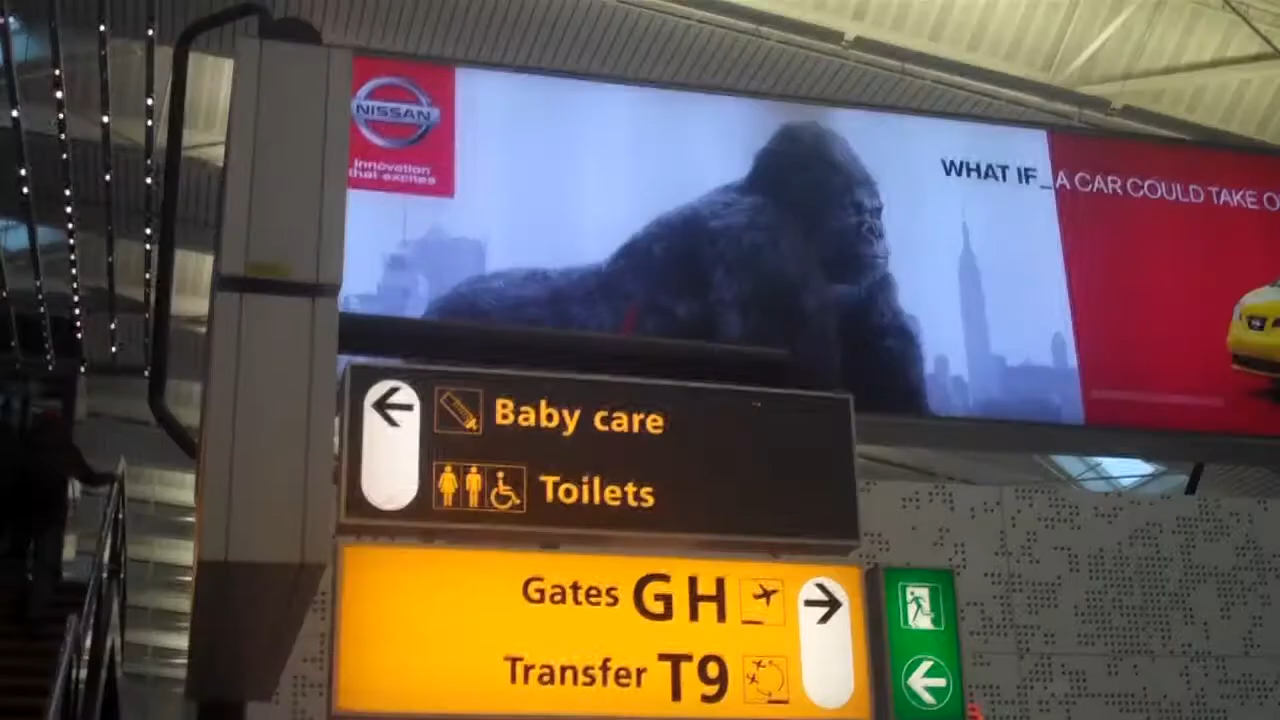 NISSAN
Innovation
that excites
WHAT IF_A CAR COULD TAKE O
Baby care
Toilets
Gates GH
Transfer T9